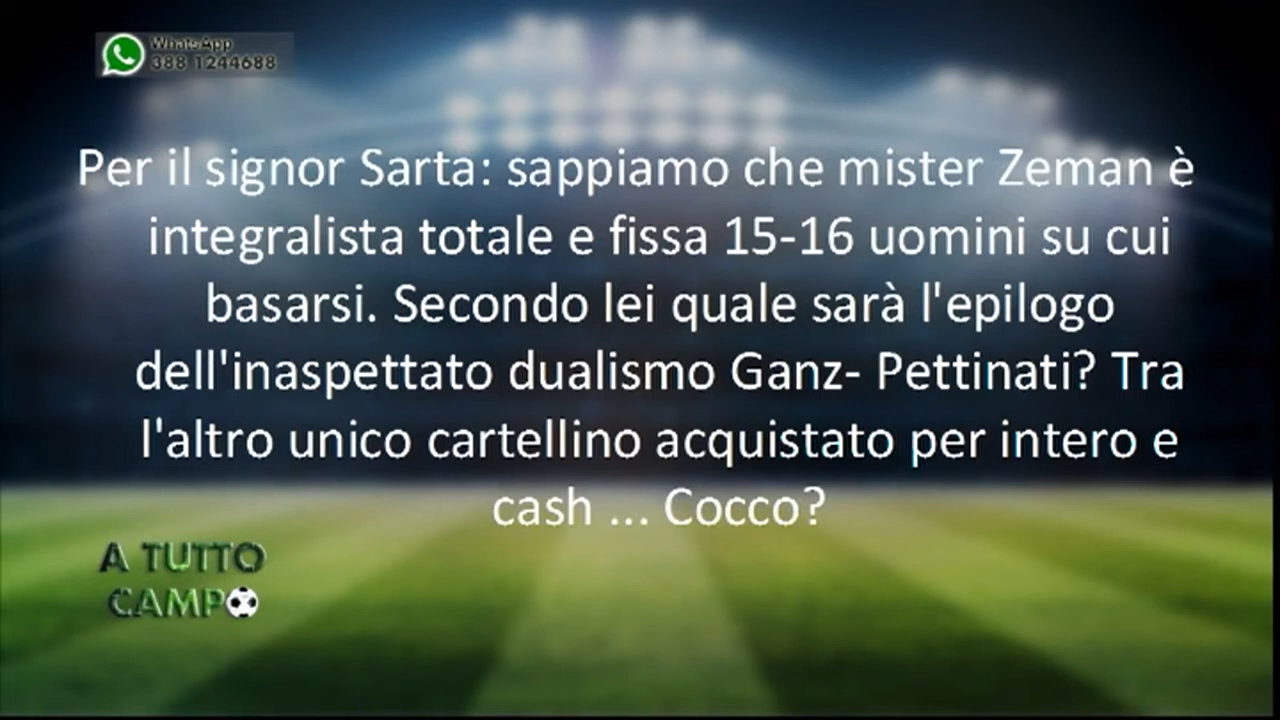 WhatsApp
388 1244688
Per il signor Sarta: sappiamo che mister Zeman è
integralista totale e fissa 15-16 uomini su cui
basarsi. Secondo lei quale sarà l'epilogo
dell'inaspettato dualismo Ganz- Pettinati? Tra
l'altro unico cartellino acquistato per intero e
cash ... Cocco?
A TUTTO
CAMPO